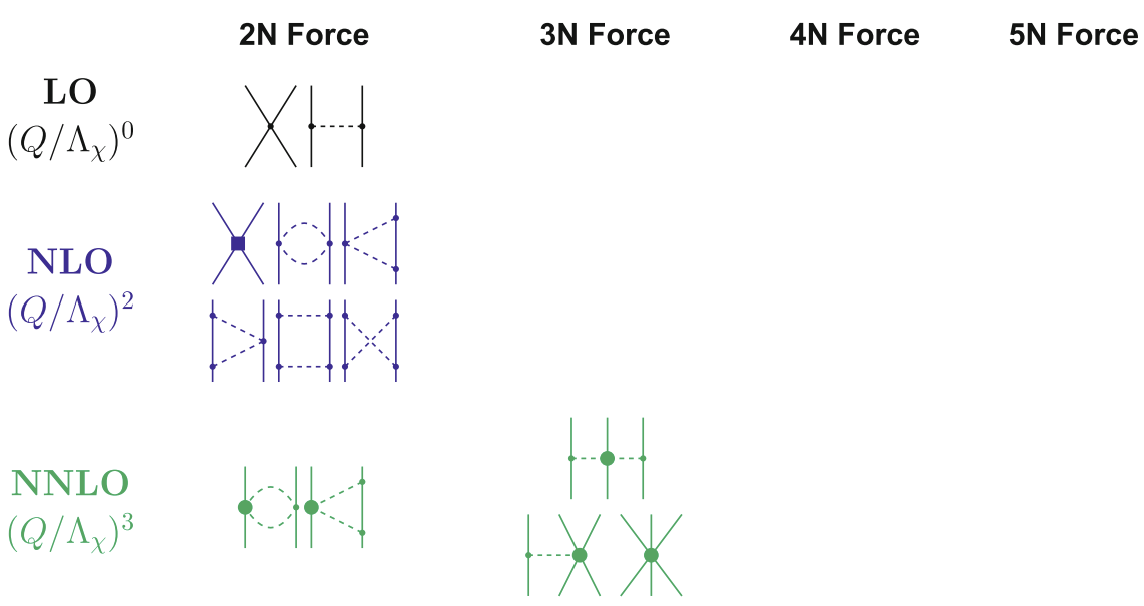 2N Force 3N Force 4N Force 5N Force
LO
(Q/Λχ)⁰
NLO
(Q/Λχ)²
NNLO
(Q/Λχ)³